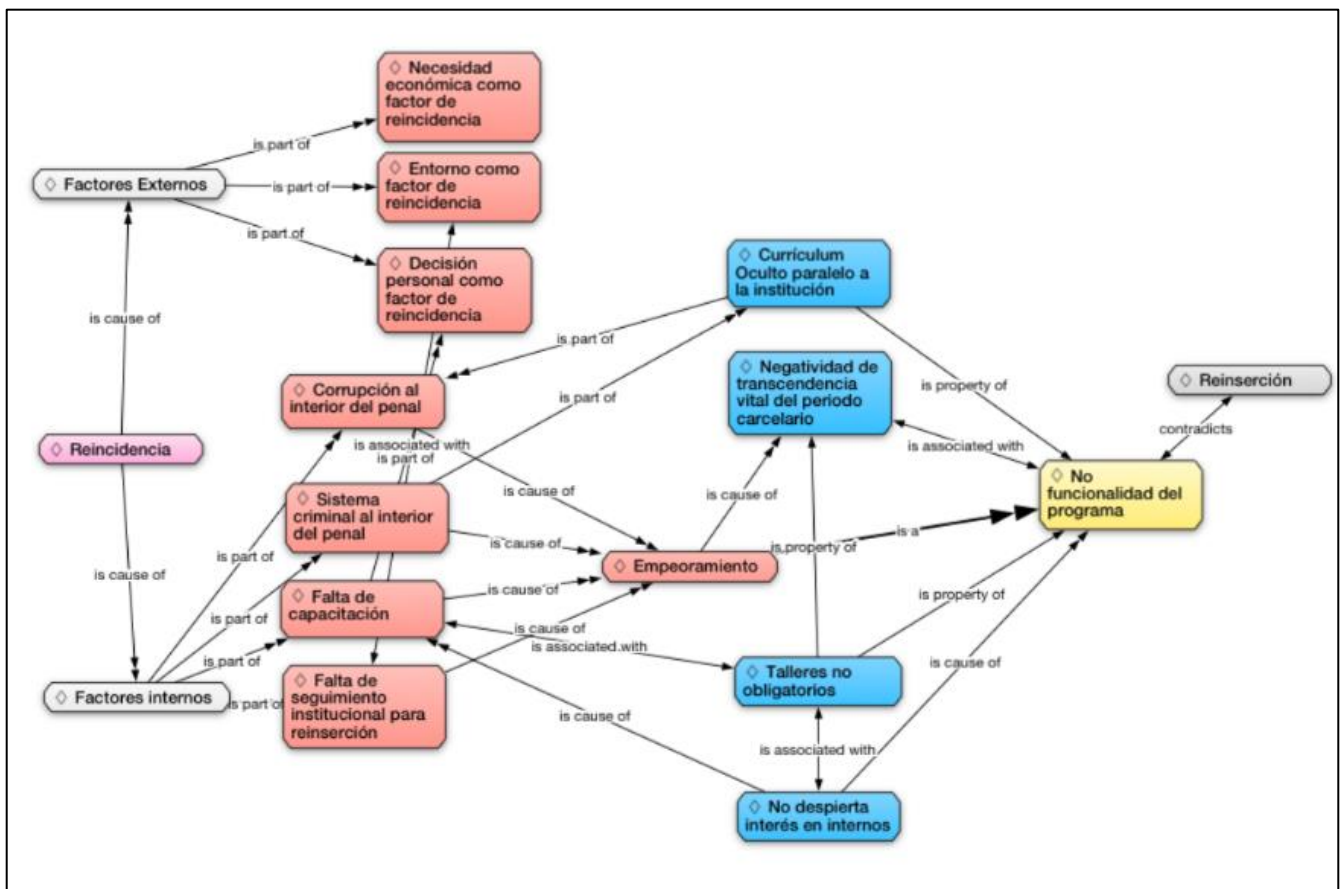 ◇ Necesidad
económica como
factor de
reincidencia
is part of
◇ Factores Externos
is part of
◇ Entorno como
factor de
reincidencia
is part of
◇ Decisión
personal como
factor de
reincidencia
◇ Currículum
Oculto paralelo a
la institución
is cause of
is part of
◇ Corrupción al
interior del penal
is part of
◇ Negatividad de
transcendencia
vital del periodo
carcelario
is property of
◇ Reinserción
contradicts
◇ Reincidencia
is associated with
is part of
is associated with
is cause of
is cause of
◇ Sistema
criminal al interior
del penal
◇ No
funcionalidad del
programa
is cause of
is part of
◇ Empeoramiento
is property of
is a
is cause of
◇ Falta de
capacitación
is cause of
is part of
is property of
is cause of
is associated with
is part of
◇ Factores internos
is part of
◇ Falta de
seguimiento
institucional para
reinserción
◇ Talleres no
obligatorios
is cause of
is cause of
is associated with
◇ No despierta
interés en internos